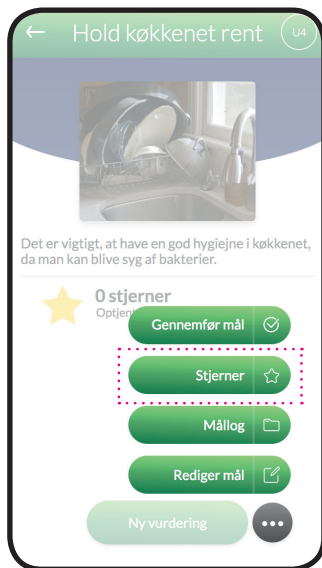 Hold køkkenet rent
U4
Det er vigtigt, at have en god hygiejne i køkkenet,
da man kan blive syg af bakterier.
0 stjerner
Optjent
Gennemfør mål
Stjerner
Mållog
Rediger mål
Ny vurdering